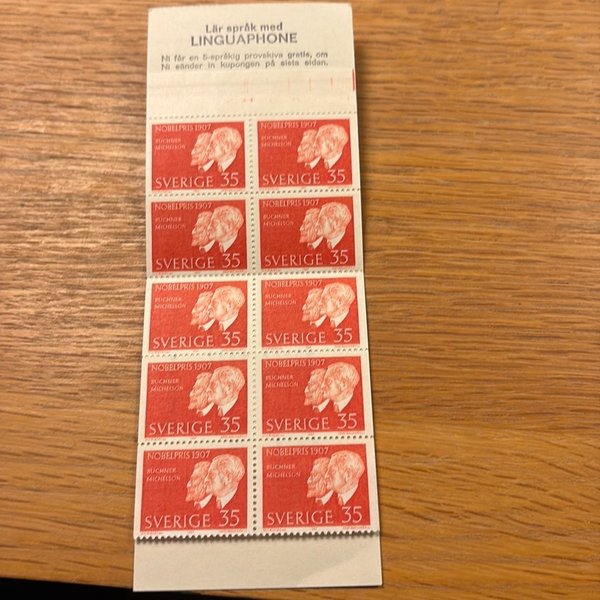 Lär språk med
LINGUAPHONE
Ni får en 5-språkig provskiva gratis, om
Ni sänder in kupongen på sista sidan.
NOBELPRIS 1907
BUCHNER
MICHELSON
SVERIGE 35
NOBELPRIS 1907
BUCHNER
MICHELSON
SVERIGE 35
NOBELPRIS 1907
BUCHNER
MICHELSON
SVERIGE 35
NOBELPRIS 1907
BUCHNER
MICHELSON
SVERIGE 35
NOBELPRIS 1907
BUCHNER
MICHELSON
SVERIGE 35
NOBELPRIS 1907
BUCHNER
MICHELSON
SVERIGE 35
NOBELPRIS 1907
BUCHNER
MICHELSON
SVERIGE 35
NOBELPRIS 1907
BUCHNER
MICHELSON
SVERIGE 35
NOBELPRIS 1907
BUCHNER
MICHELSON
SVERIGE 35
NOBELPRIS 1907
BUCHNER
MICHELSON
SVERIGE 35